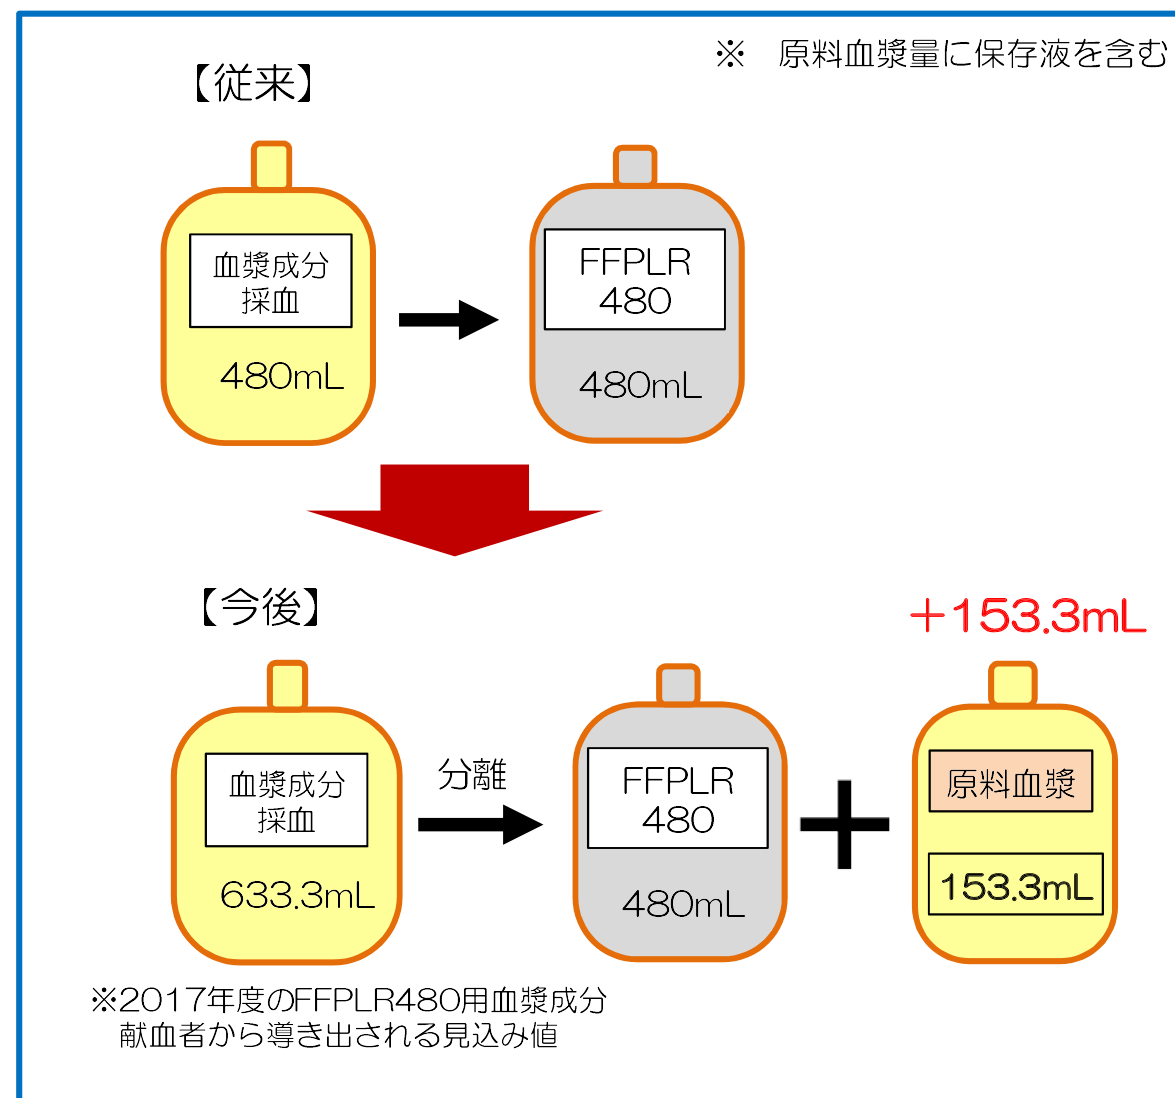 ※　原料血漿量に保存液を含む
【従来】
血漿成分
採血
480mL
FFPLR
480
480mL
【今後】
+153.3mL
血漿成分
採血
633.3mL
分離
FFPLR
480
480mL
原料血漿
153.3mL
※2017年度のFFPLR480用血漿成分
献血者から導き出される見込み値